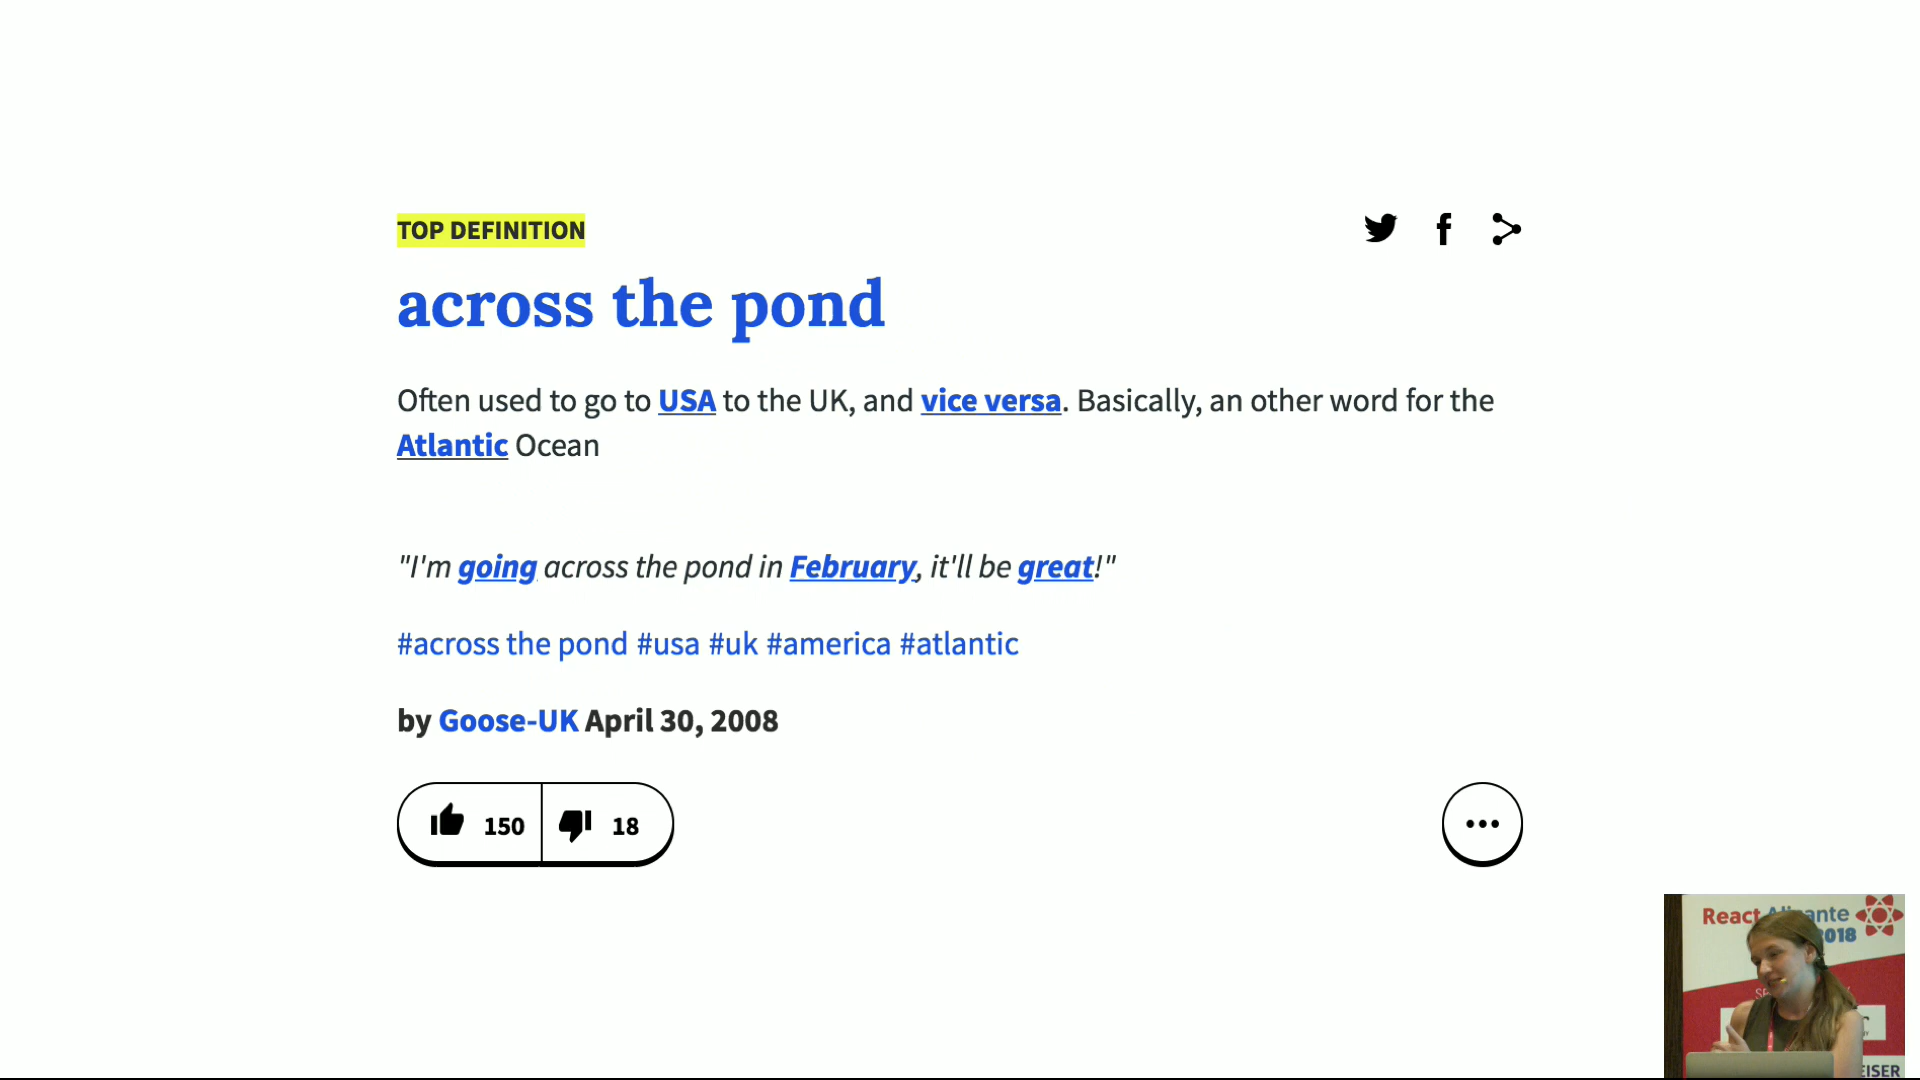 TOP DEFINITION
across the pond
Often used to go to USA to the UK, and vice versa. Basically, an other word for the
Atlantic Ocean
"I'm going across the pond in February, it'll be great!"
#across the pond #usa #uk #america #atlantic
by Goose-UK April 30, 2008
150 18
React
2018